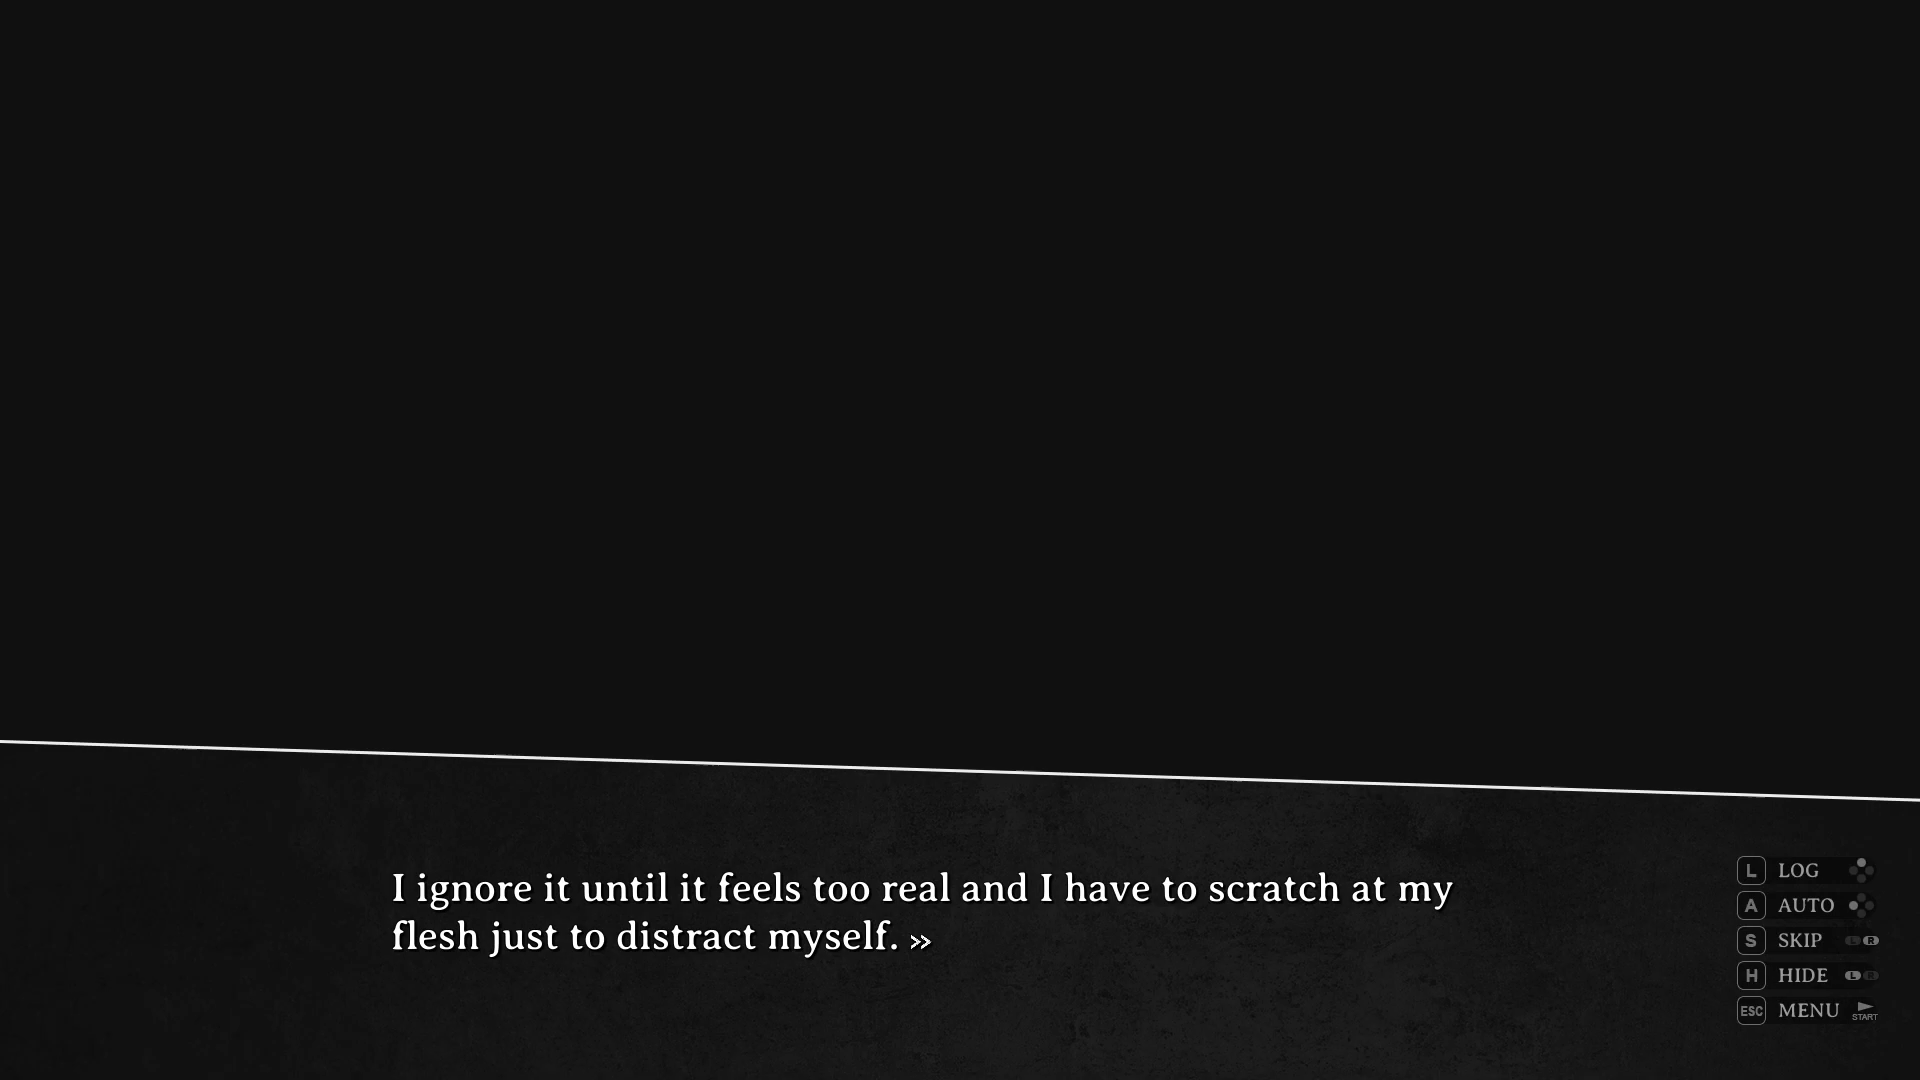 I ignore it until it feels too real and I have to scratch at my
flesh just to distract myself. »
L LOG
A AUTO
S SKIP L R
H HIDE L R
ESC MENU START